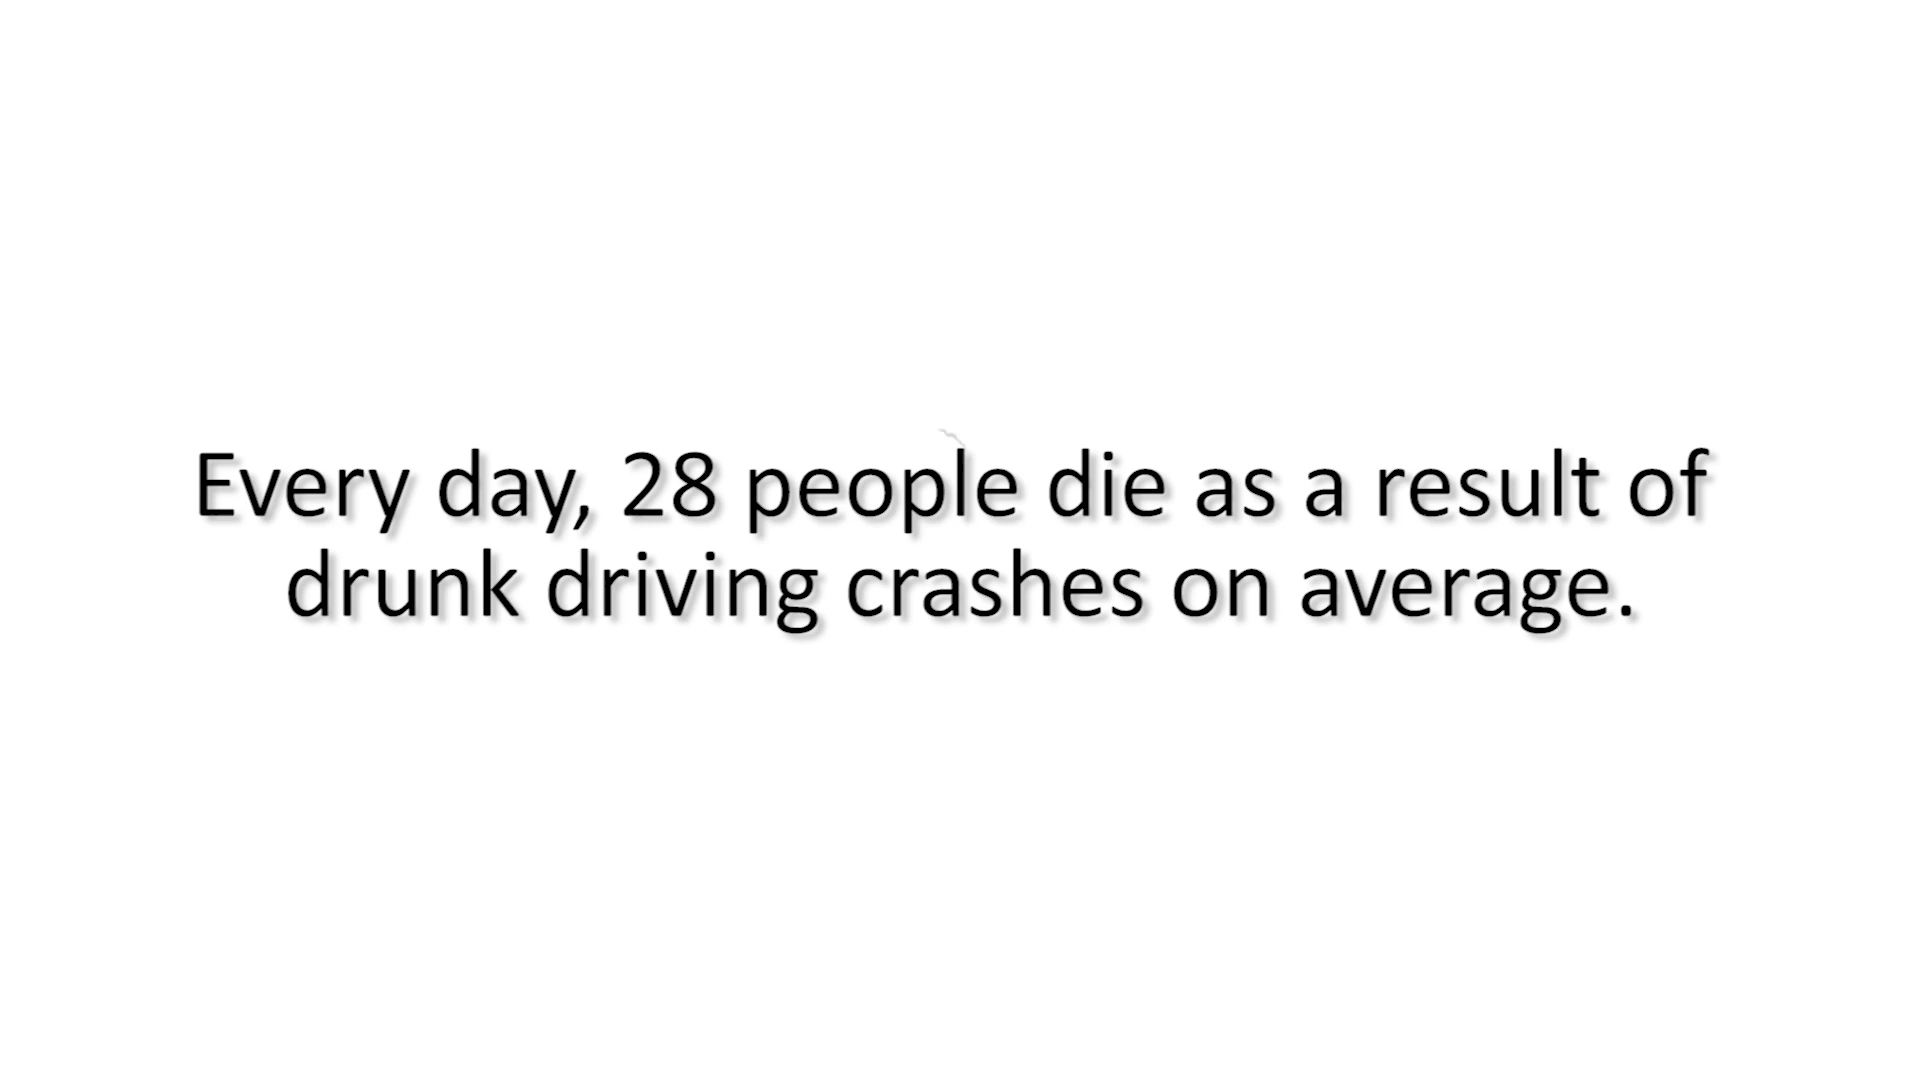 Every day, 28 people die as a result of
drunk driving crashes on average.